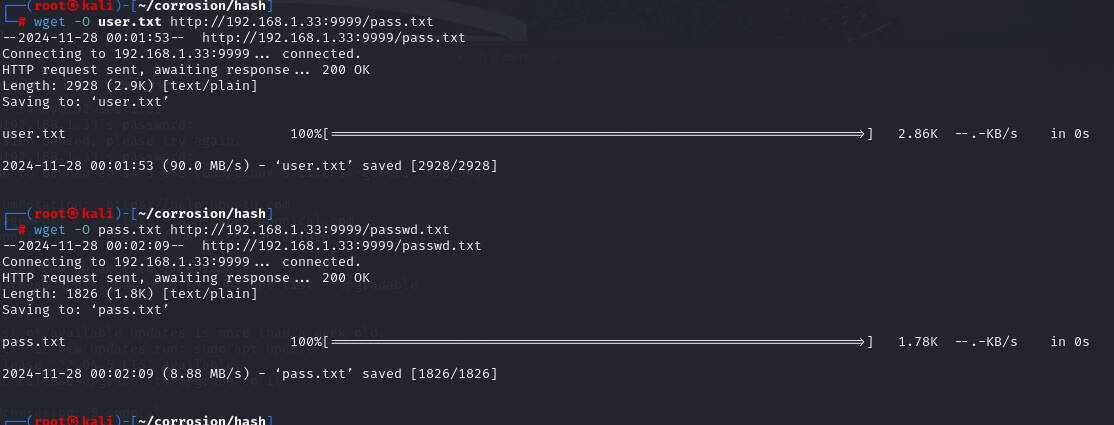 ┌──(root㉿kali)-[~/corrosion/hash]
└─# wget -O user.txt http://192.168.1.33:9999/pass.txt
--2024-11-28 00:01:53--  http://192.168.1.33:9999/pass.txt
Connecting to 192.168.1.33:9999... connected.
HTTP request sent, awaiting response... 200 OK
Length: 2928 (2.9K) [text/plain]
Saving to: ‘user.txt’
user.txt 100%[===================================================================>] 2.86K --.-KB/s in 0s
2024-11-28 00:01:53 (90.0 MB/s) - ‘user.txt’ saved [2928/2928]
┌──(root㉿kali)-[~/corrosion/hash]
└─# wget -O pass.txt http://192.168.1.33:9999/passwd.txt
--2024-11-28 00:02:09--  http://192.168.1.33:9999/passwd.txt
Connecting to 192.168.1.33:9999... connected.
HTTP request sent, awaiting response... 200 OK
Length: 1826 (1.8K) [text/plain]
Saving to: ‘pass.txt’
pass.txt 100%[===================================================================>] 1.78K --.-KB/s in 0s
2024-11-28 00:02:09 (8.88 MB/s) - ‘pass.txt’ saved [1826/1826]
┌──(root㉿kali)-[~/corrosion/hash]